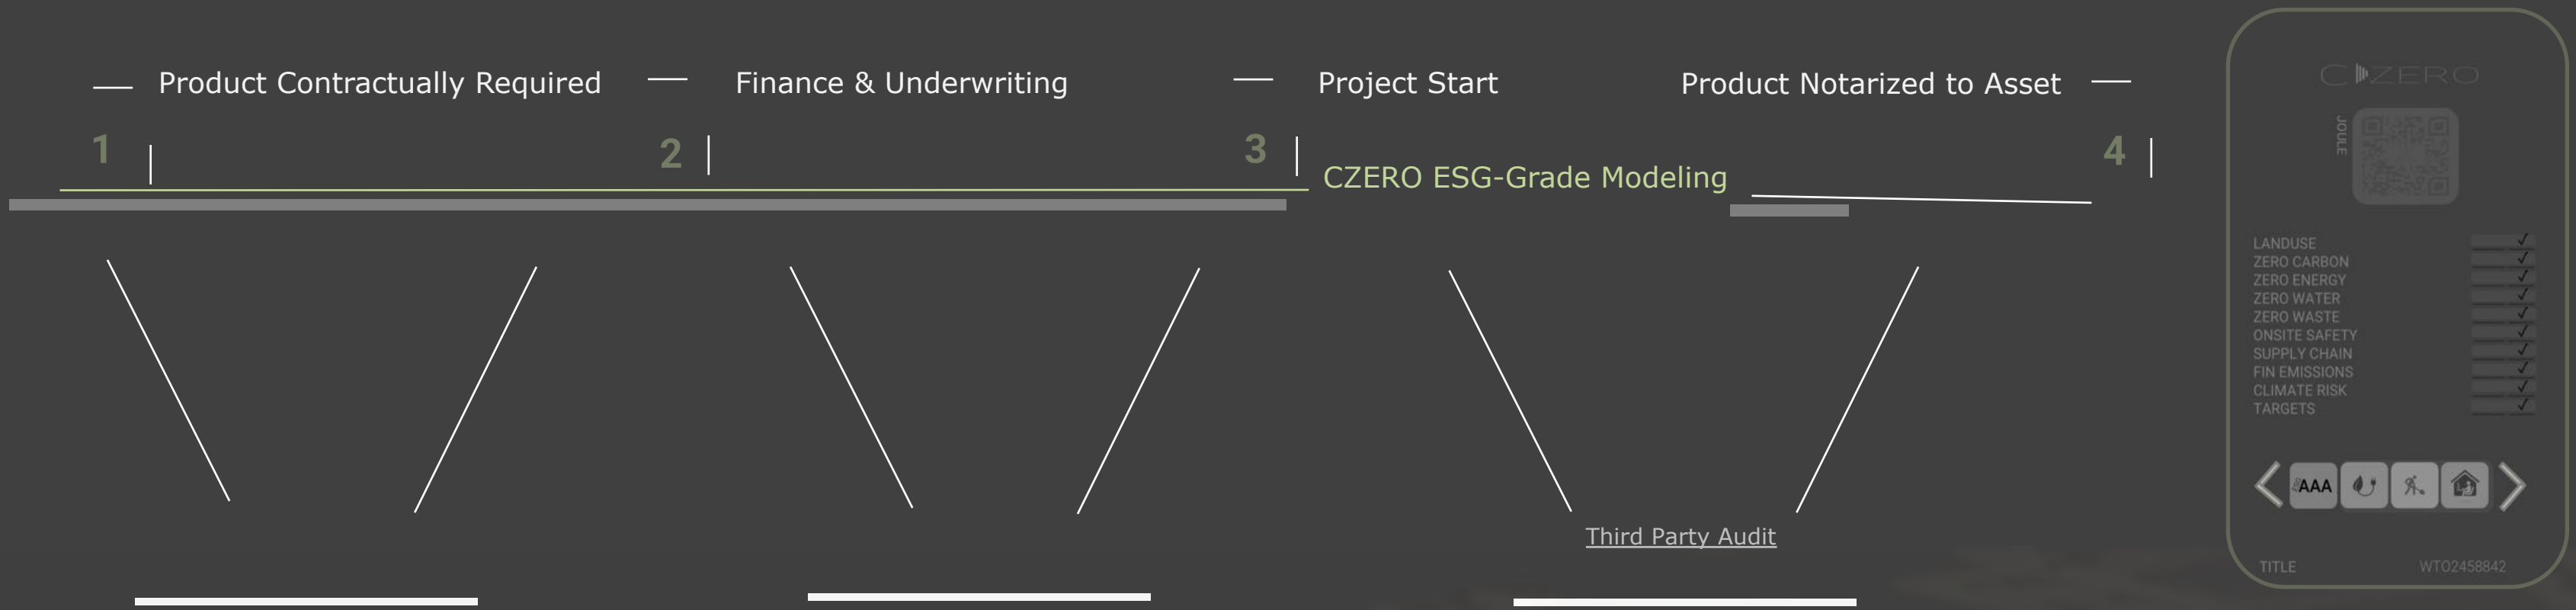 Product Contractually Required
Finance & Underwriting
Project Start
Product Notarized to Asset
1
2
3
4
CZERO ESG-Grade Modeling
Third Party Audit
CZERO
JOULE
LANDUSE ✓
ZERO CARBON ✓
ZERO ENERGY ✓
ZERO WATER ✓
ZERO WASTE ✓
ONSITE SAFETY ✓
SUPPLY CHAIN ✓
FIN EMISSIONS ✓
CLIMATE RISK ✓
TARGETS ✓
AAA
TITLE
WTO2458842